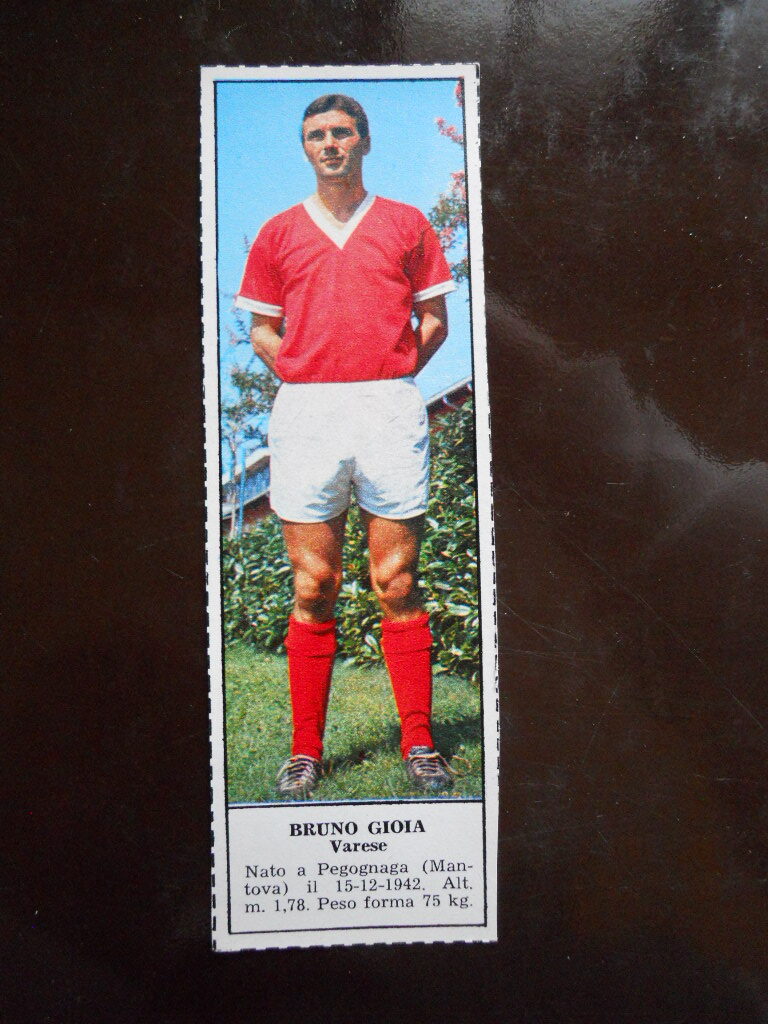 BRUNO GIOIA
Varese
Nato a Pegognaga (Man-
tova) il 15-12-1942. Alt.
m. 1,78. Peso forma 75 kg.